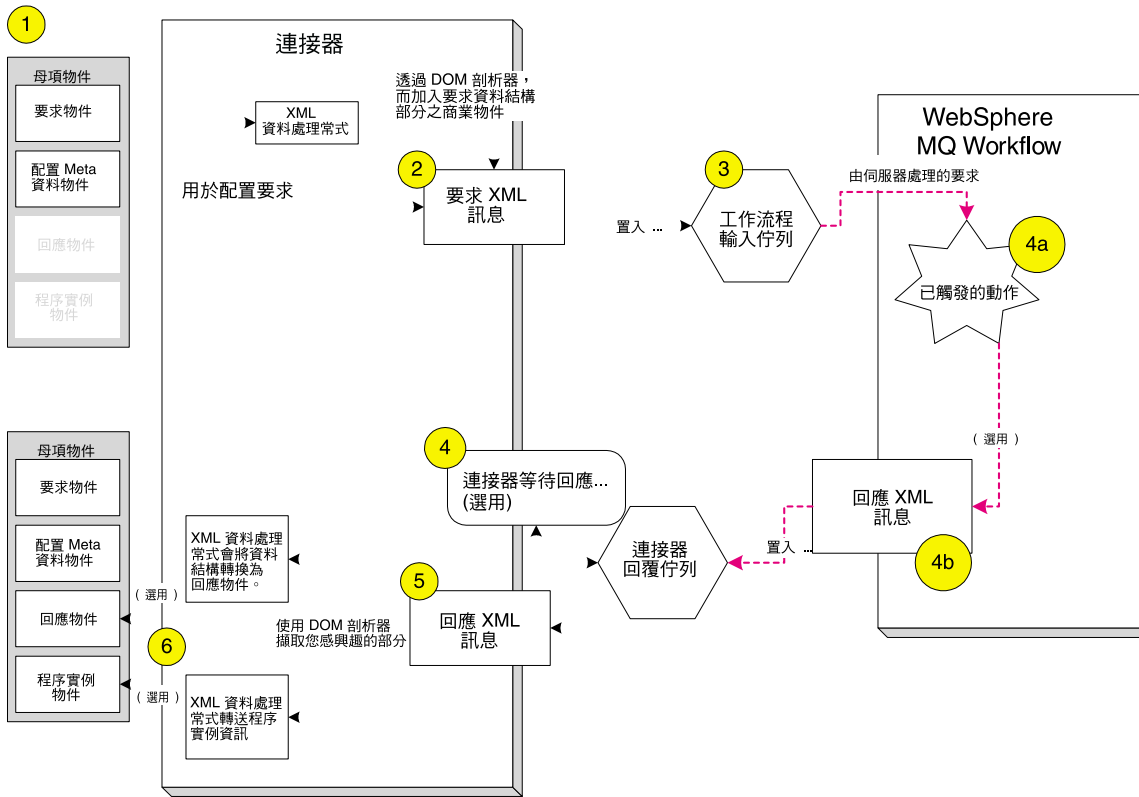 1
母項物件
要求物件
配置 Meta
資料物件
回應物件
程序實例
物件
連接器
XML
資料處理常式
透過 DOM 剖析器，
而加入要求資料結構
部分之商業物件
用於配置要求
2
要求 XML
訊息
置入 ...
3
工作流程
輸入佇列
WebSphere
MQ Workflow
由伺服器處理的要求
4a
已觸發的動作
( 選用 )
回應 XML
訊息
4b
置入 ...
連接器
回覆佇列
4
連接器等待回應...
(選用)
5
回應 XML
訊息
使用 DOM 剖析器
擷取您感興趣的部分
XML 資料處理
常式會將資料
結構轉換為
回應物件。
( 選用 )
6
( 選用 )
XML 資料處理
常式轉送程序
實例資訊
母項物件
要求物件
配置 Meta
資料物件
回應物件
程序實例
物件